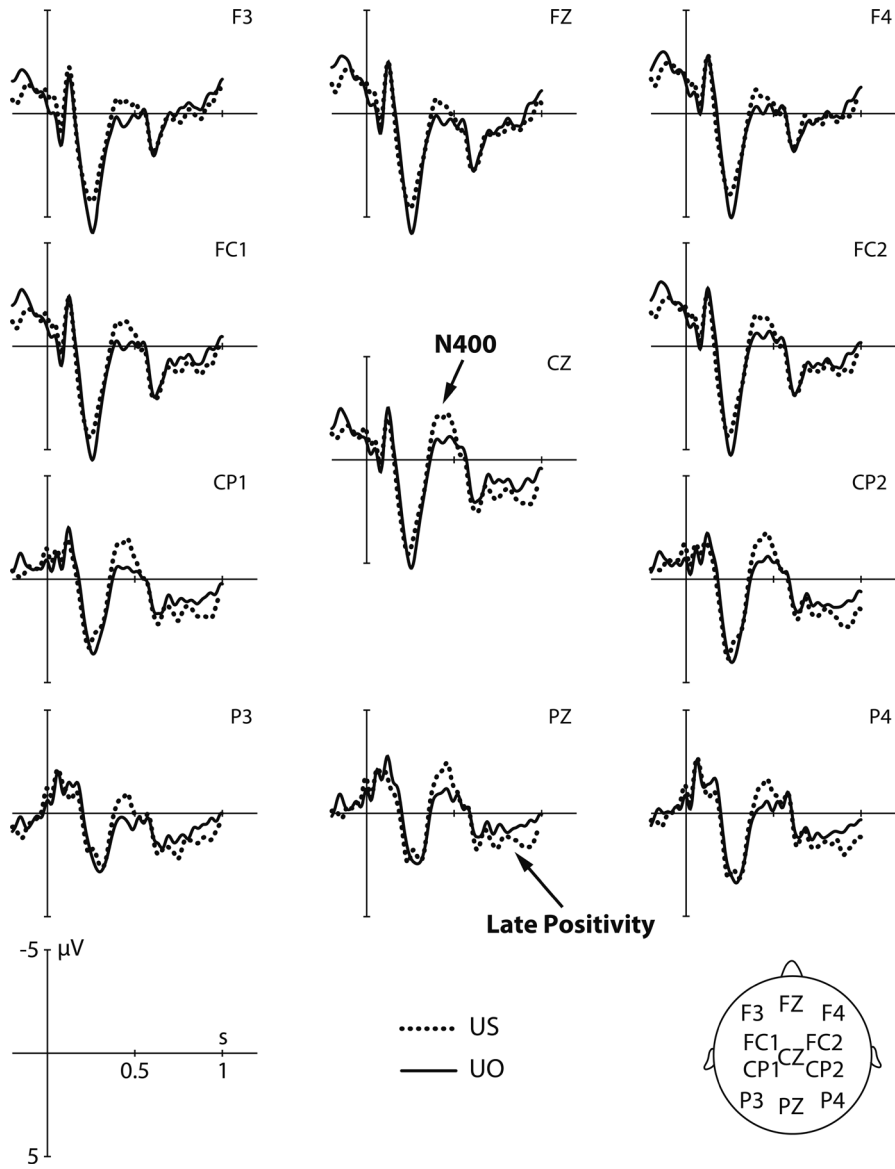 F3 FZ F4
FC1 FC2
N400
CZ
CP1 CP2
P3 PZ P4
Late Positivity
-5 μV
s
0.5 1
5
US
UO
FZ
F3 F4
FC1 FC2
CZ
CP1 CP2
P3 PZ P4